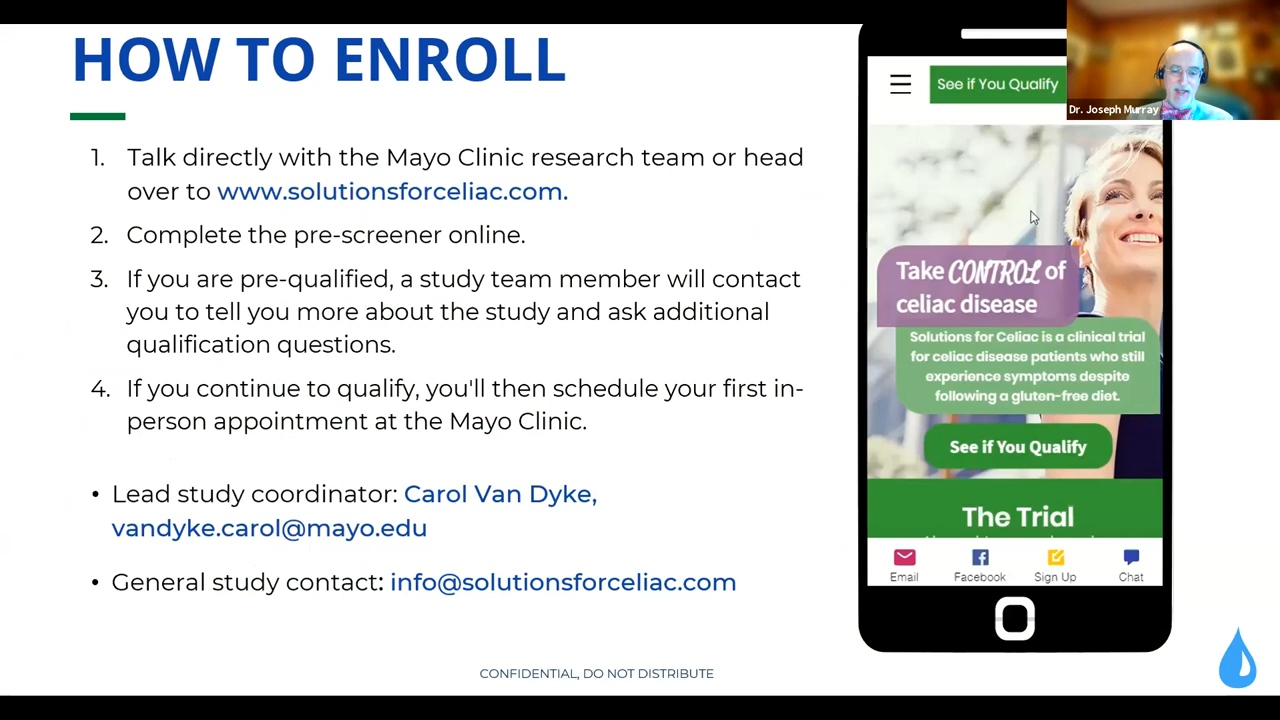 HOW TO ENROLL
1. Talk directly with the Mayo Clinic research team or head
over to www.solutionsforceliac.com.
2. Complete the pre-screener online.
3. If you are pre-qualified, a study team member will contact
you to tell you more about the study and ask additional
qualification questions.
4. If you continue to qualify, you'll then schedule your first in-
person appointment at the Mayo Clinic.
• Lead study coordinator: Carol Van Dyke,
vandyke.carol@mayo.edu
• General study contact: info@solutionsforceliac.com
CONFIDENTIAL, DO NOT DISTRIBUTE
See if You Qualify
Dr. Joseph Murray
Take CONTROL of
celiac disease
Solutions for Celiac is a clinical trial
for celiac disease patients who still
experience symptoms despite
following a gluten-free diet.
See if You Qualify
The Trial
Email Facebook Sign Up Chat